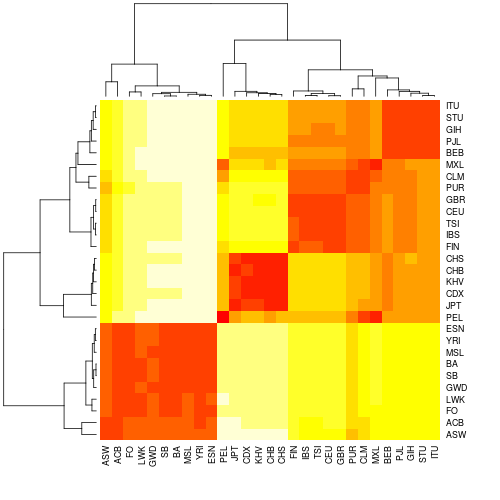 ITU
STU
GIH
PJL
BEB
MXL
CLM
PUR
GBR
CEU
TSI
IBS
FIN
CHS
CHB
KHV
CDX
JPT
PEL
ESN
YRI
MSL
BA
SB
GWD
LWK
FO
ACB
ASW
ASW ACB FO LWK GWD SB BA MSL YRI ESN PEL JPT CDX KHV CHB CHS FIN IBS TSI CEU GBR PUR CLM MXL BEB PJL GIH STU ITU